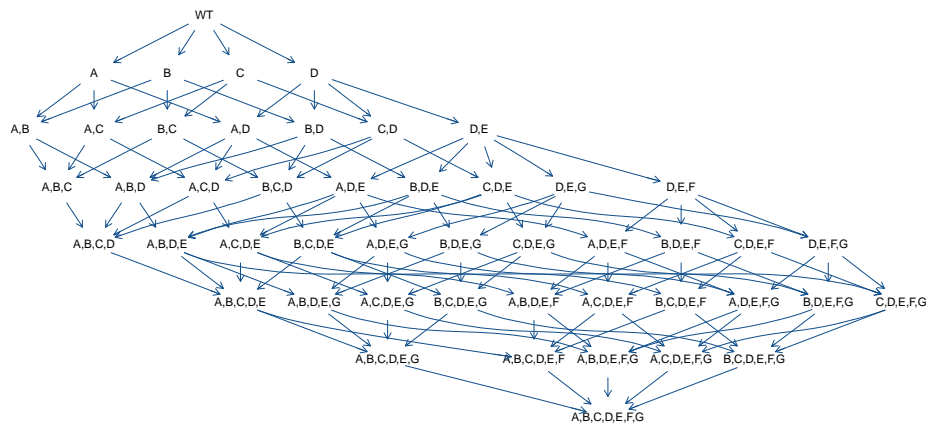 WT
A B C D
A,B A,C B,C A,D B,D C,D D,E
A,B,C A,B,D A,C,D B,C,D A,D,E B,D,E C,D,E D,E,G D,E,F
A,B,C,D A,B,D,E A,C,D,E B,C,D,E A,D,E,G B,D,E,G C,D,E,G A,D,E,F B,D,E,F C,D,E,F D,E,F,G
A,B,C,D,E A,B,D,E,G A,C,D,E,G B,C,D,E,G A,B,D,E,F A,C,D,E,F B,C,D,E,F A,D,E,F,G B,D,E,F,G C,D,E,F,G
A,B,C,D,E,G A,B,C,D,E,F A,B,D,E,F,G A,C,D,E,F,G B,C,D,E,F,G
A,B,C,D,E,F,G